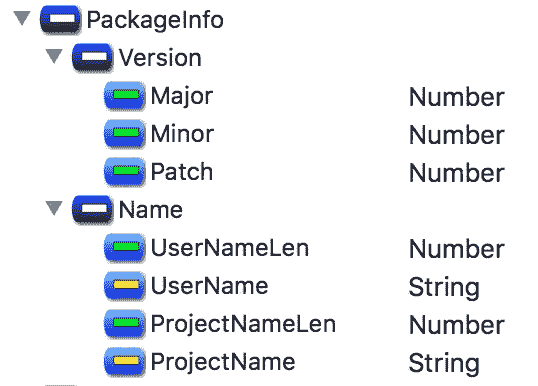 PackageInfo
Version
Major Number
Minor Number
Patch Number
Name
UserNameLen Number
UserName String
ProjectNameLen Number
ProjectName String